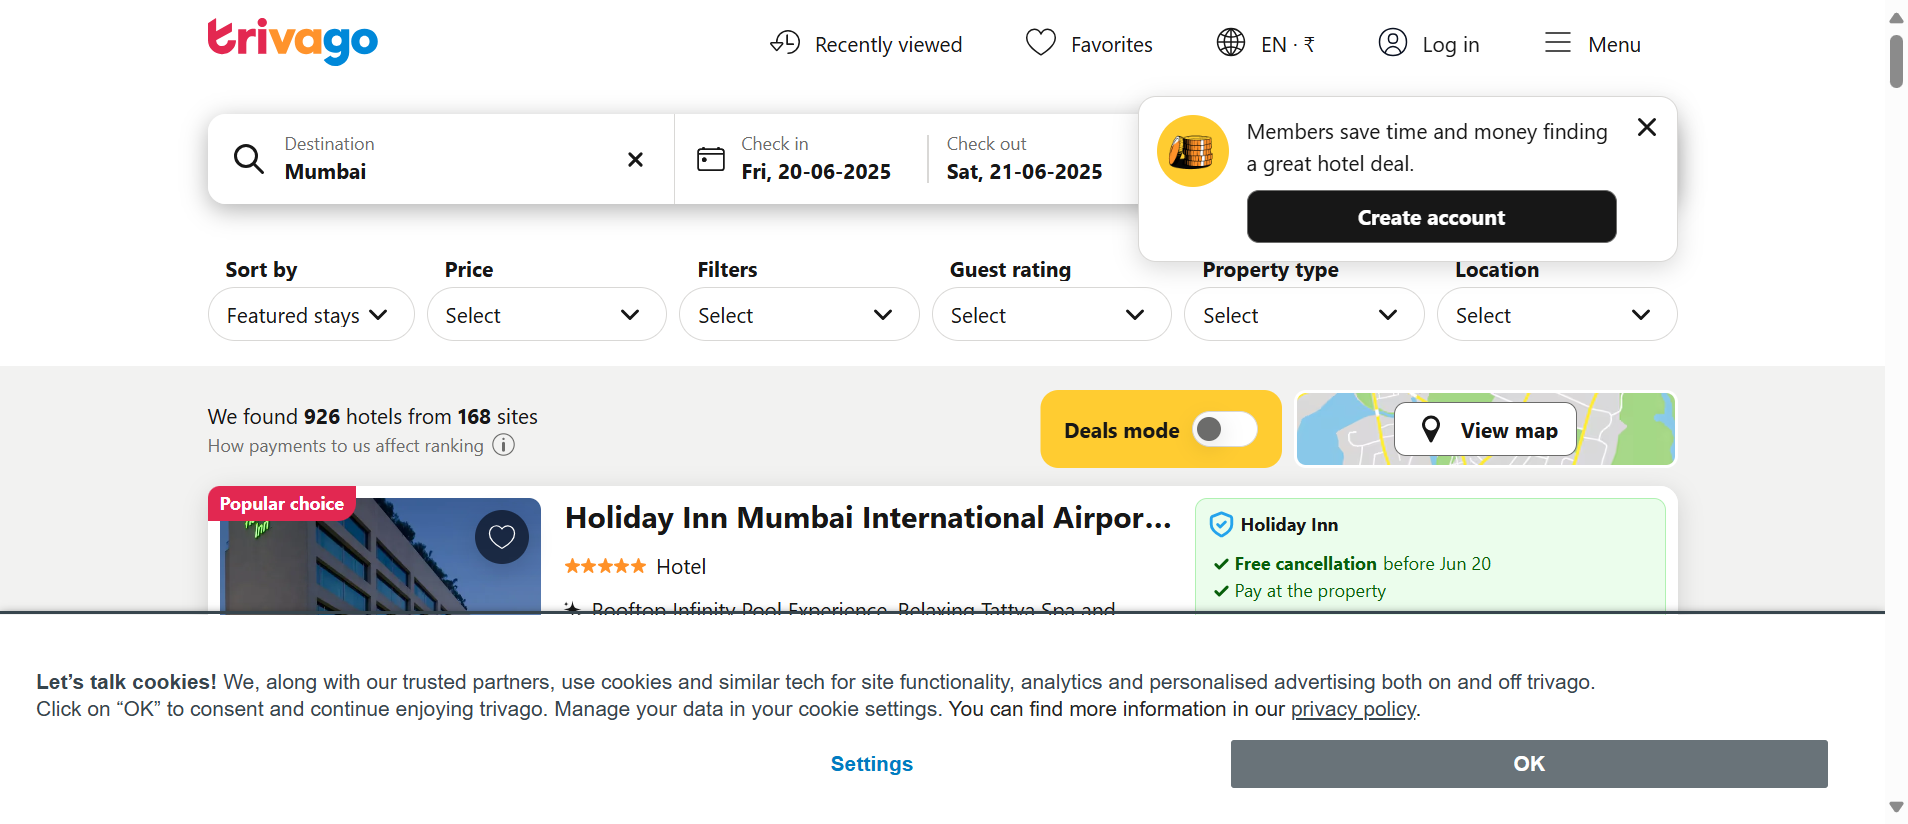 trivago
Recently viewed
Favorites
EN · ₹
Log in
Menu
Destination
Mumbai
Check in
Fri, 20-06-2025
Check out
Sat, 21-06-2025
Members save time and money finding
a great hotel deal.
Create account
Sort by
Featured stays
Price
Select
Filters
Select
Guest rating
Select
Property type
Select
Location
Select
We found 926 hotels from 168 sites
How payments to us affect ranking
Deals mode
View map
Popular choice
Inn
Holiday Inn Mumbai International Airpor...
Hotel
Rooftop Infinity Pool Experience, Relaxing Tattva Spa and
Holiday Inn
Free cancellation before Jun 20
Pay at the property
Let's talk cookies! We, along with our trusted partners, use cookies and similar tech for site functionality, analytics and personalised advertising both on and off trivago.
Click on “OK” to consent and continue enjoying trivago. Manage your data in your cookie settings. You can find more information in our privacy policy.
Settings
OK